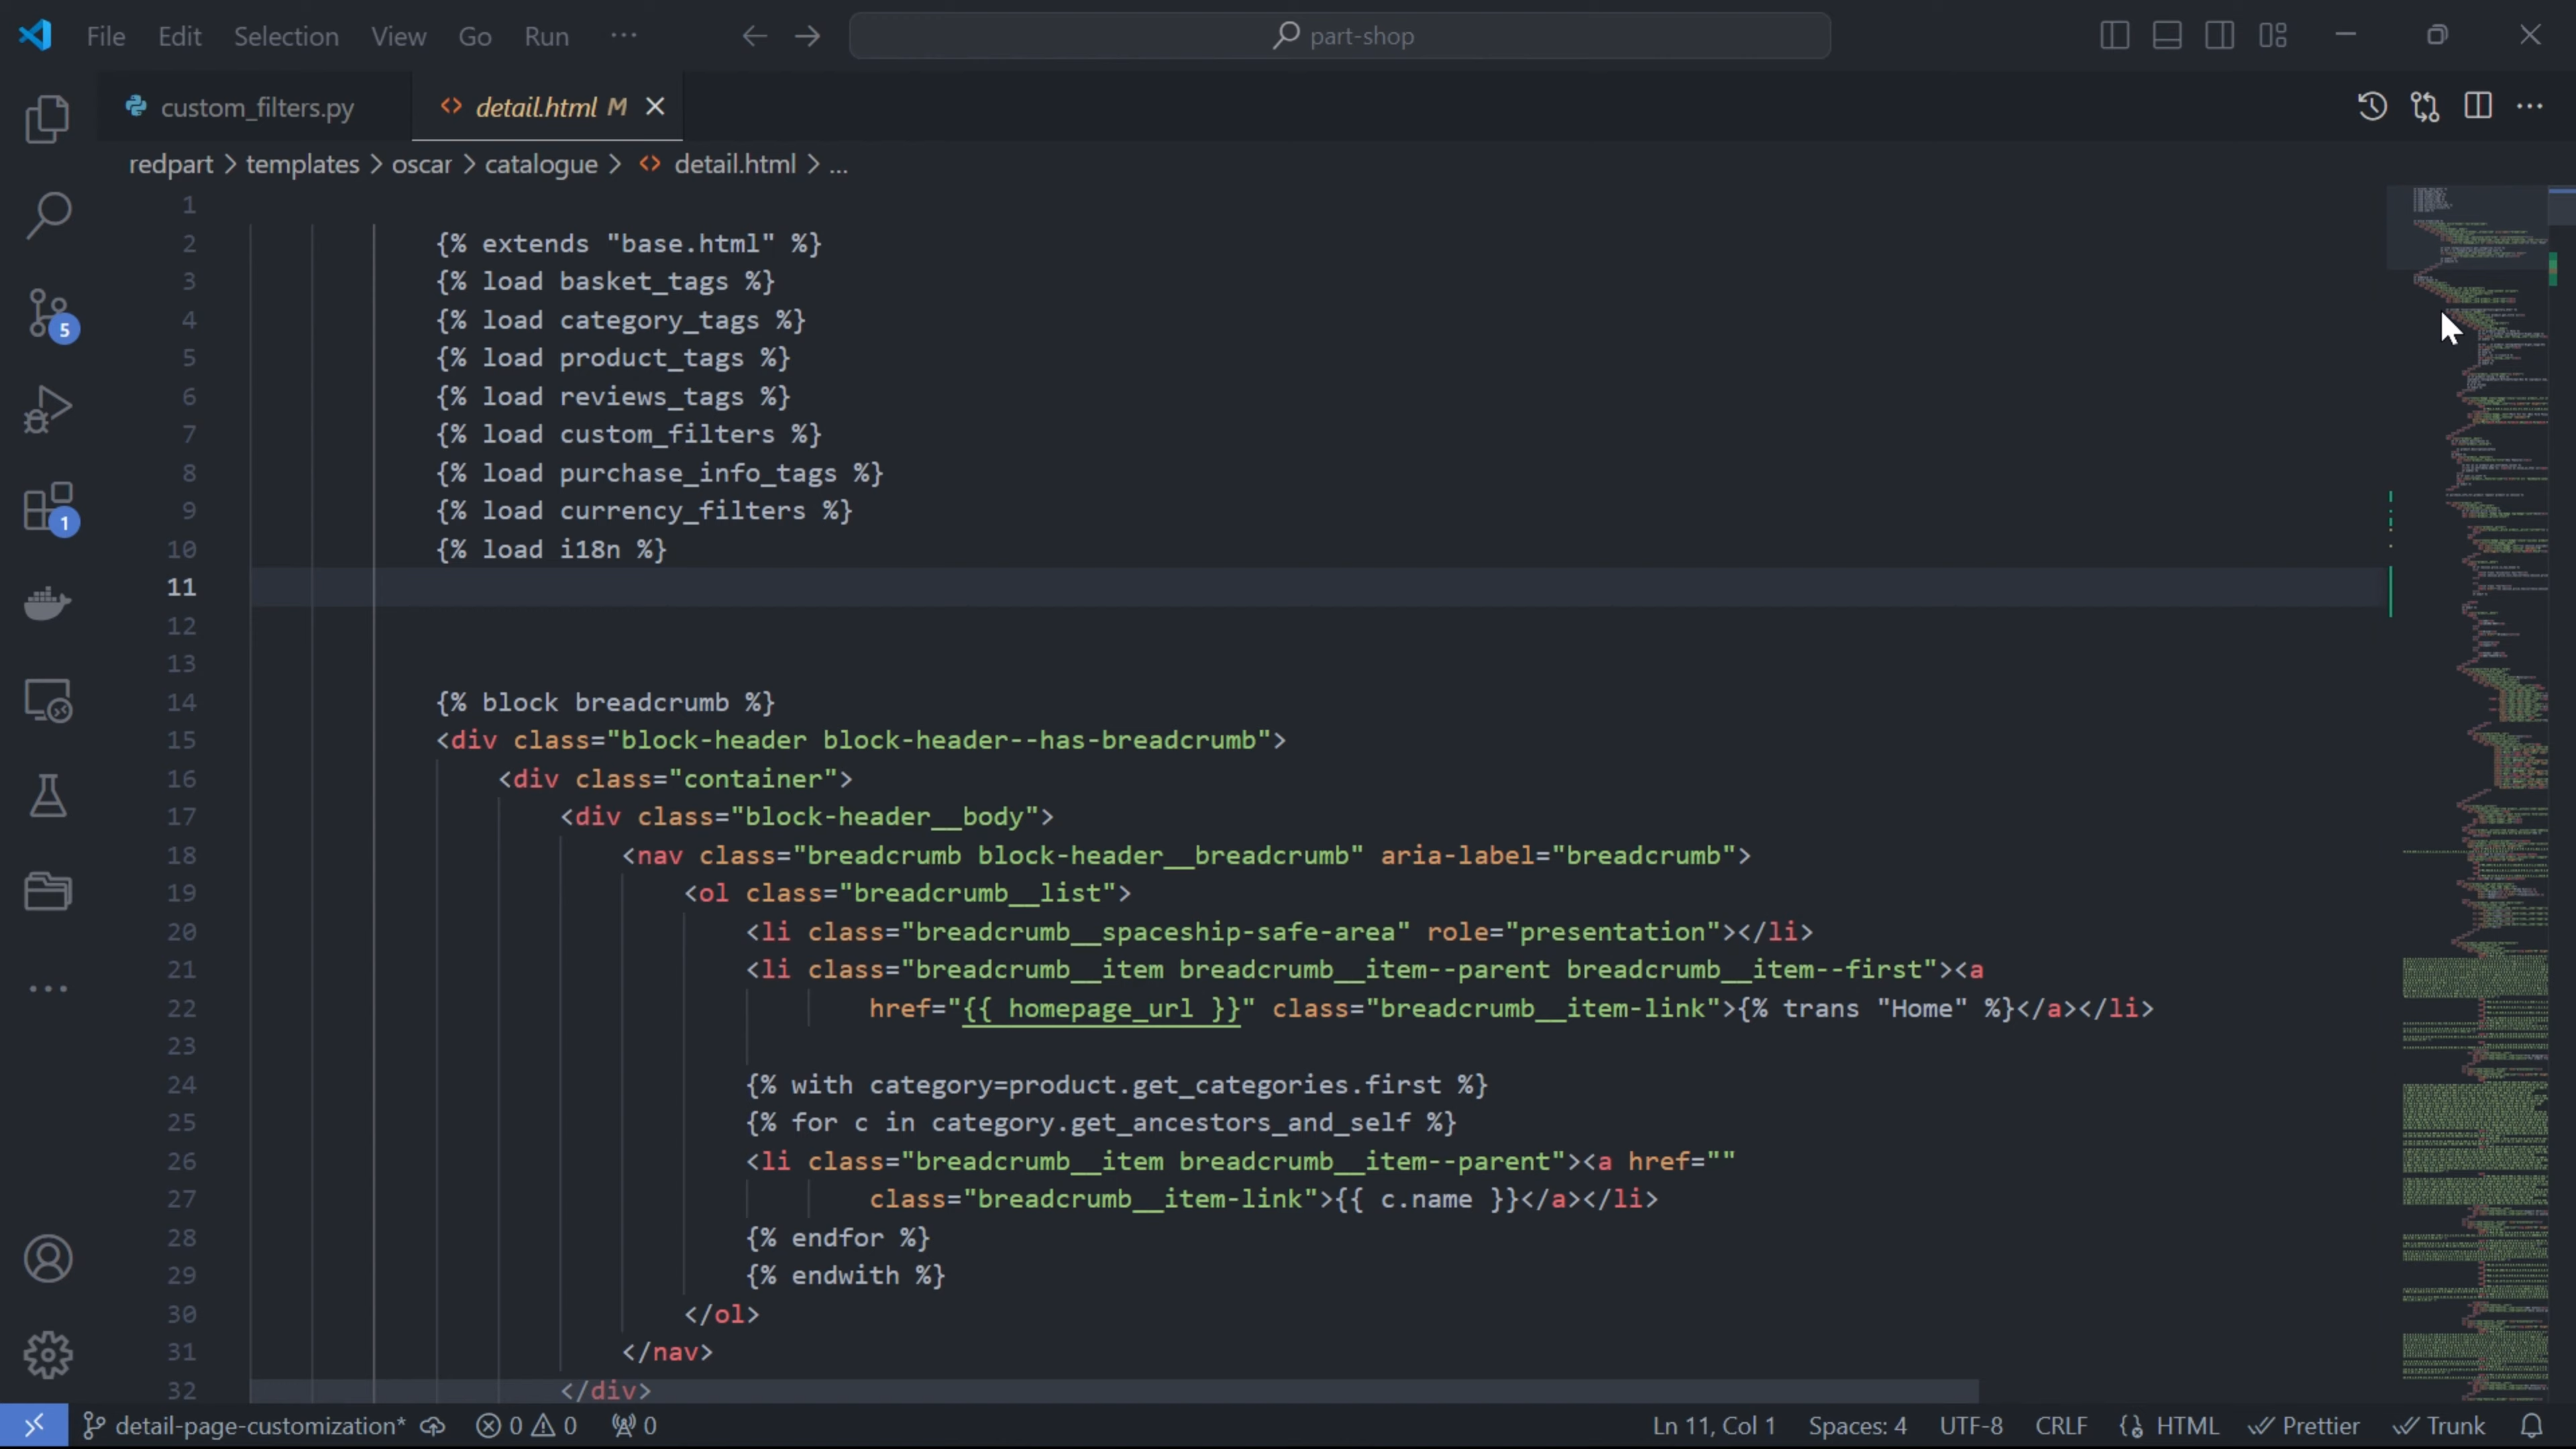 File Edit Selection View Go Run ··· part-shop
custom_filters.py detail.html M
redpart > templates > oscar > catalogue > detail.html > ...
1
2 {% extends "base.html" %}
3 {% load basket_tags %}
4 {% load category_tags %}
5 {% load product_tags %}
6 {% load reviews_tags %}
7 {% load custom_filters %}
8 {% load purchase_info_tags %}
9 {% load currency_filters %}
10 {% load i18n %}
11
12
13
14 {% block breadcrumb %}
15 <div class="block-header block-header--has-breadcrumb">
16 <div class="container">
17 <div class="block-header__body">
18 <nav class="breadcrumb block-header__breadcrumb" aria-label="breadcrumb">
19 <ol class="breadcrumb__list">
20 <li class="breadcrumb__spaceship-safe-area" role="presentation"></li>
21 <li class="breadcrumb__item breadcrumb__item--parent breadcrumb__item--first"><a
22 href="{{ homepage_url }}" class="breadcrumb__item-link">{% trans "Home" %}</a></li>
23
24 {% with category=product.get_categories.first %}
25 {% for c in category.get_ancestors_and_self %}
26 <li class="breadcrumb__item breadcrumb__item--parent"><a href=""
27 class="breadcrumb__item-link">{{ c.name }}</a></li>
28 {% endfor %}
29 {% endwith %}
30 </ol>
31 </nav>
32 </div>
5
1
detail-page-customization* 0 0 0 Ln 11, Col 1 Spaces: 4 UTF-8 CRLF HTML Prettier Trunk